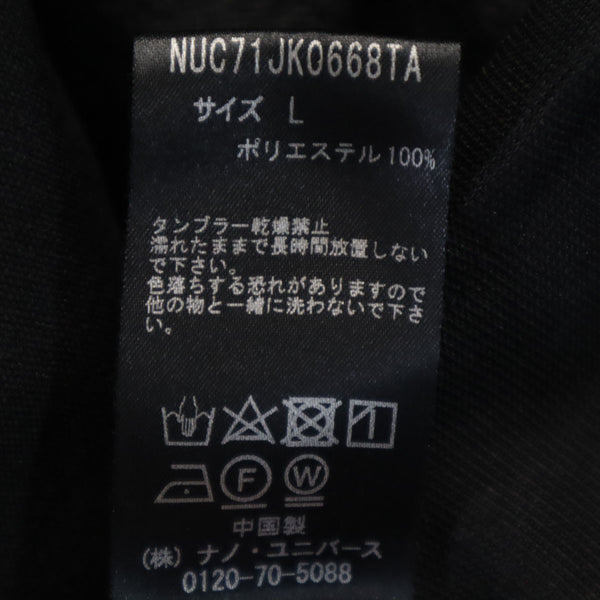 NUC71JK0668TA
サイズ L
ポリエステル100%
タンブラー乾燥禁止
濡れたままで長時間放置しない
で下さい。
色落ちする恐れがありますので
他の物と一緒に洗わないで下さ
い。
F W
中国製
(株) ナノ・ユニバース
0120-70-5088